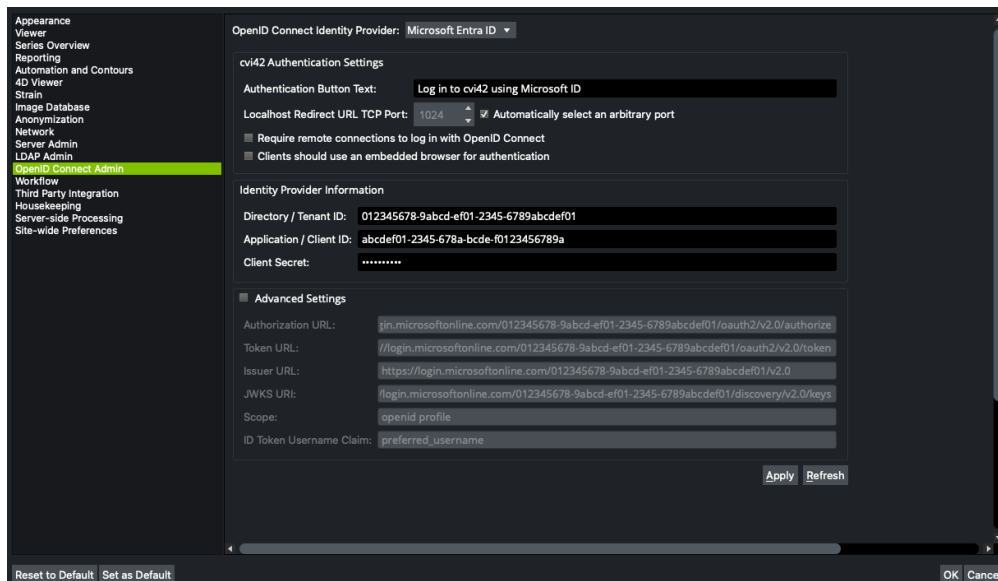 Appearance
Viewer
Series Overview
Reporting
Automation and Contours
4D Viewer
Strain
Image Database
Anonymization
Network
Server Admin
LDAP Admin
OpenID Connect Admin
Workflow
Third Party Integration
Housekeeping
Server-side Processing
Site-wide Preferences
OpenID Connect Identity Provider: Microsoft Entra ID
cvi42 Authentication Settings
Authentication Button Text: Log in to cvi42 using Microsoft ID
Localhost Redirect URL TCP Port: 1024 Automatically select an arbitrary port
Require remote connections to log in with OpenID Connect
Clients should use an embedded browser for authentication
Identity Provider Information
Directory / Tenant ID: 012345678-9abcd-ef01-2345-6789abcdef01
Application / Client ID: abcdef01-2345-678a-bcde-f0123456789a
Client Secret: ••••••••••
Advanced Settings
Authorization URL: gin.microsoftonline.com/012345678-9abcd-ef01-2345-6789abcdef01/oauth2/v2.0/authorize
Token URL: //login.microsoftonline.com/012345678-9abcd-ef01-2345-6789abcdef01/oauth2/v2.0/token
Issuer URL: https://login.microsoftonline.com/012345678-9abcd-ef01-2345-6789abcdef01/v2.0
JWKS URI: /login.microsoftonline.com/012345678-9abcd-ef01-2345-6789abcdef01/discovery/v2.0/keys
Scope: openid profile
ID Token Username Claim: preferred_username
Apply Refresh
Reset to Default Set as Default OK Cance